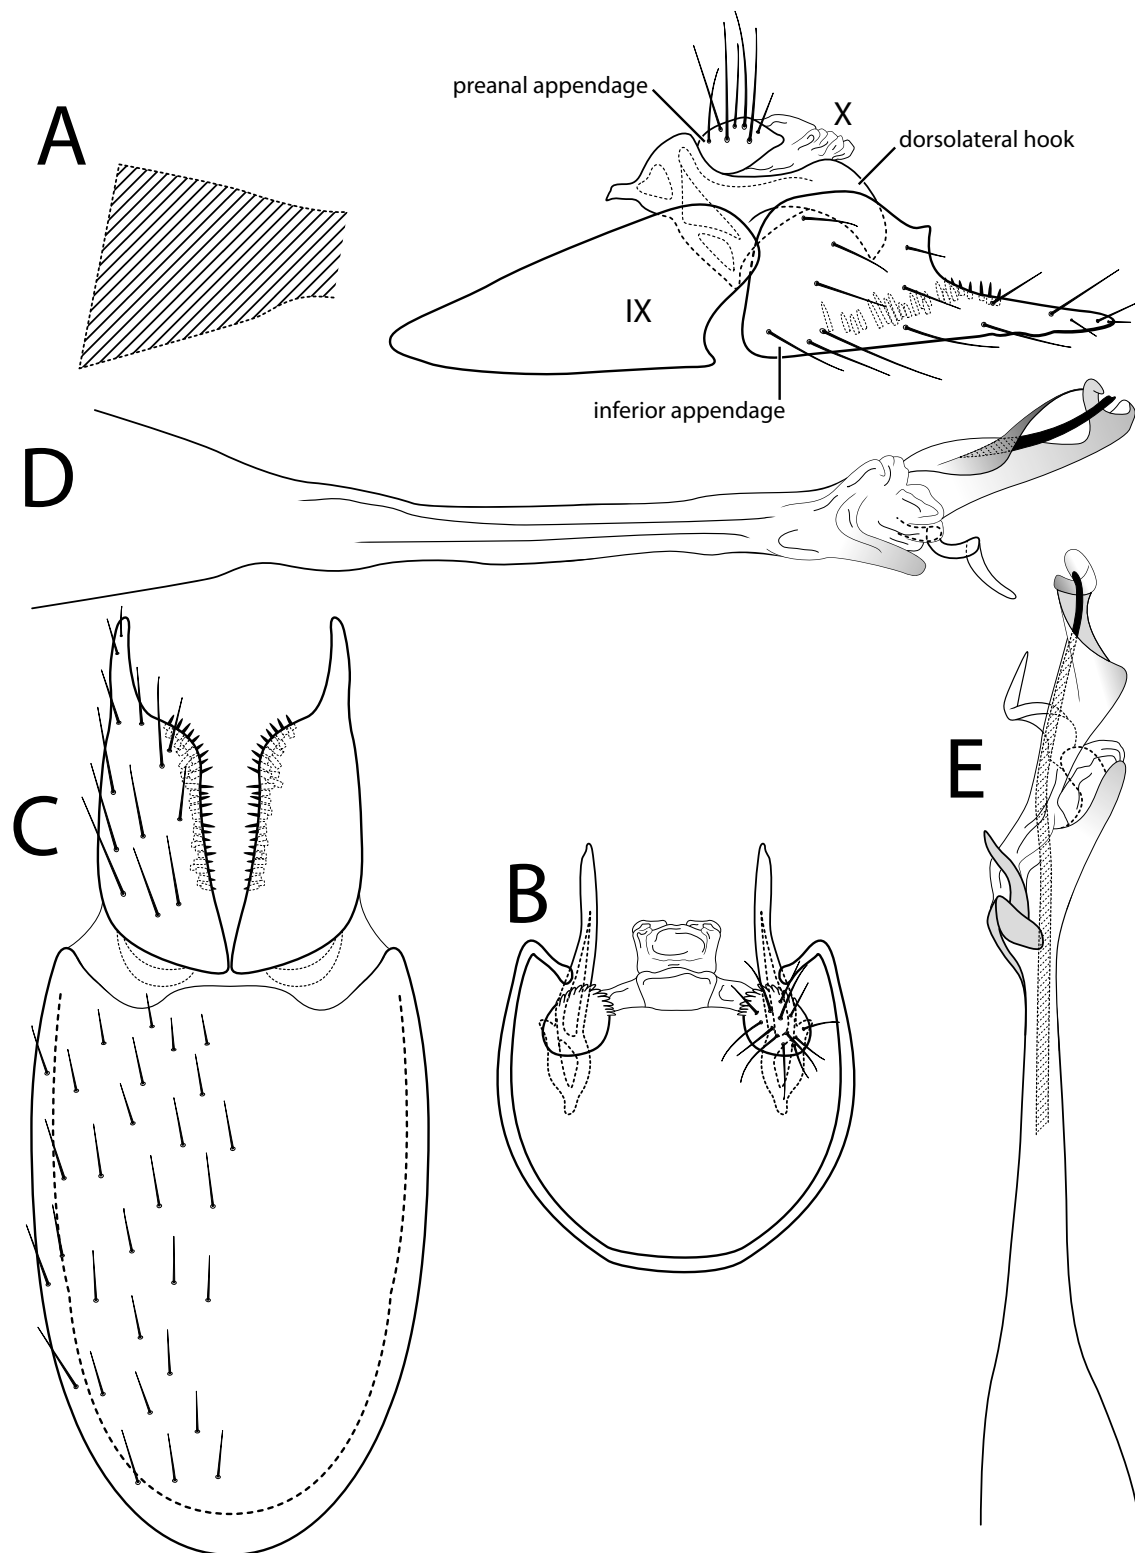 A
preanal appendage
X
dorsolateral hook
IX
inferior appendage
D
E
C
B